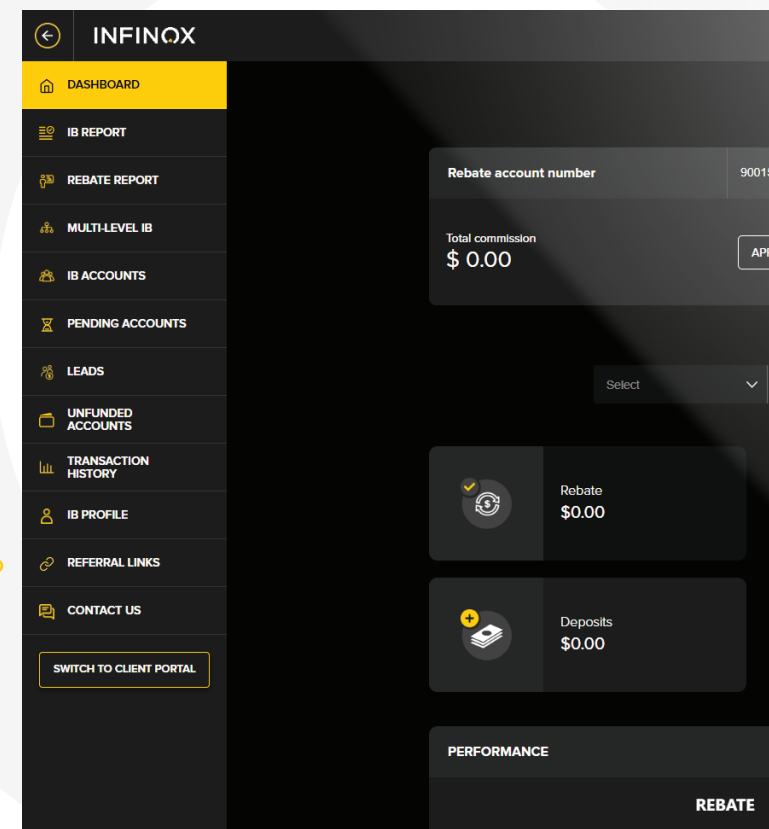 INFINOX
DASHBOARD
IB REPORT
REBATE REPORT
MULTI-LEVEL IB
IB ACCOUNTS
PENDING ACCOUNTS
LEADS
UNFUNDED
ACCOUNTS
TRANSACTION
HISTORY
IB PROFILE
REFERRAL LINKS
CONTACT US
SWITCH TO CLIENT PORTAL
Rebate account number
Total commission
$ 0.00
Select
Rebate
$0.00
Deposits
$0.00
PERFORMANCE
REBATE